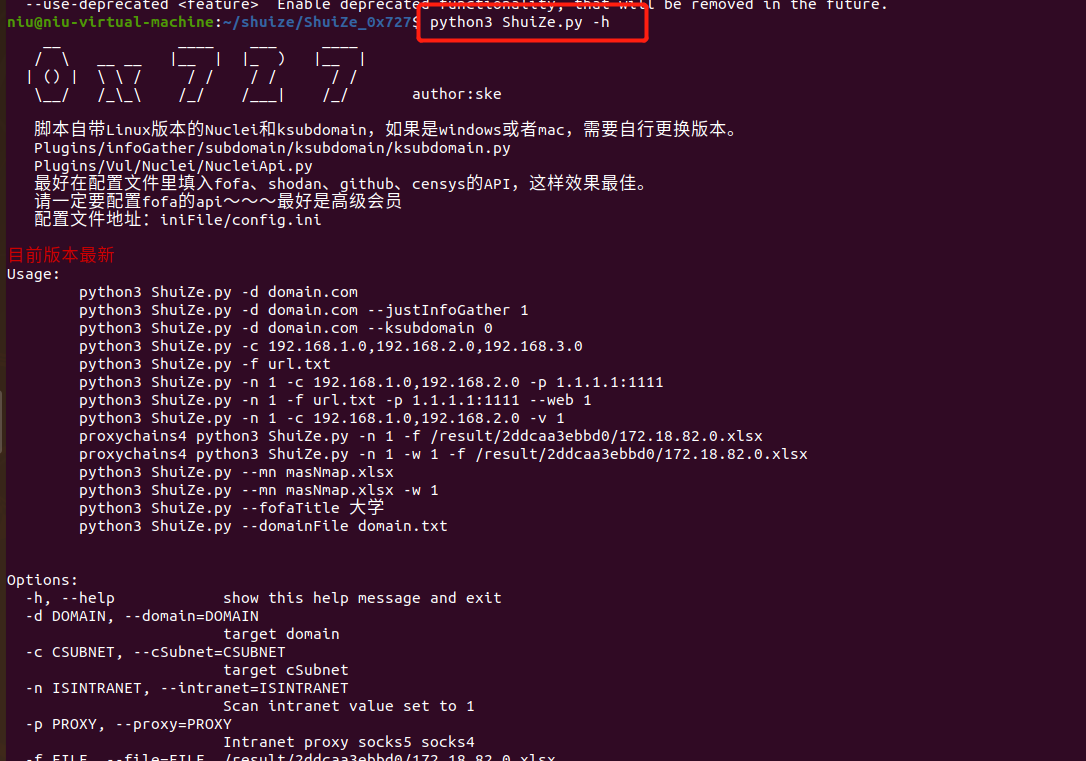 --use-deprecated <feature>  Enable deprecated functionality, that will be removed in the future.
niu@niu-virtual-machine:~/shuize/ShuiZe_0x727$ python3 ShuiZe.py -h
0x727
author:ske
脚本自带Linux版本的Nuclei和ksubdomain，如果是windows或者mac，需要自行更换版本。
Plugins/infoGather/subdomain/ksubdomain/ksubdomain.py
Plugins/Vul/Nuclei/NucleiApi.py
最好在配置文件里填入fofa、shodan、github、censys的API，这样效果最佳。
请一定要配置fofa的api～～～最好是高级会员
配置文件地址：iniFile/config.ini
目前版本最新
Usage:
python3 ShuiZe.py -d domain.com
python3 ShuiZe.py -d domain.com --justInfoGather 1
python3 ShuiZe.py -d domain.com --ksubdomain 0
python3 ShuiZe.py -c 192.168.1.0,192.168.2.0,192.168.3.0
python3 ShuiZe.py -f url.txt
python3 ShuiZe.py -n 1 -c 192.168.1.0,192.168.2.0 -p 1.1.1.1:1111
python3 ShuiZe.py -n 1 -f url.txt -p 1.1.1.1:1111 --web 1
python3 ShuiZe.py -n 1 -c 192.168.1.0,192.168.2.0 -v 1
proxychains4 python3 ShuiZe.py -n 1 -f /result/2ddcaa3ebbd0/172.18.82.0.xlsx
proxychains4 python3 ShuiZe.py -n 1 -w 1 -f /result/2ddcaa3ebbd0/172.18.82.0.xlsx
python3 ShuiZe.py --mn masNmap.xlsx
python3 ShuiZe.py --mn masNmap.xlsx -w 1
python3 ShuiZe.py --fofaTitle 大学
python3 ShuiZe.py --domainFile domain.txt
Options:
-h, --help            show this help message and exit
-d DOMAIN, --domain=DOMAIN
target domain
-c CSUBNET, --cSubnet=CSUBNET
target cSubnet
-n ISINTRANET, --intranet=ISINTRANET
Scan intranet value set to 1
-p PROXY, --proxy=PROXY
Intranet proxy socks5 socks4
-f FILE, --file=FILE  /result/2ddcaa3ebbd0/172.18.82.0.xlsx